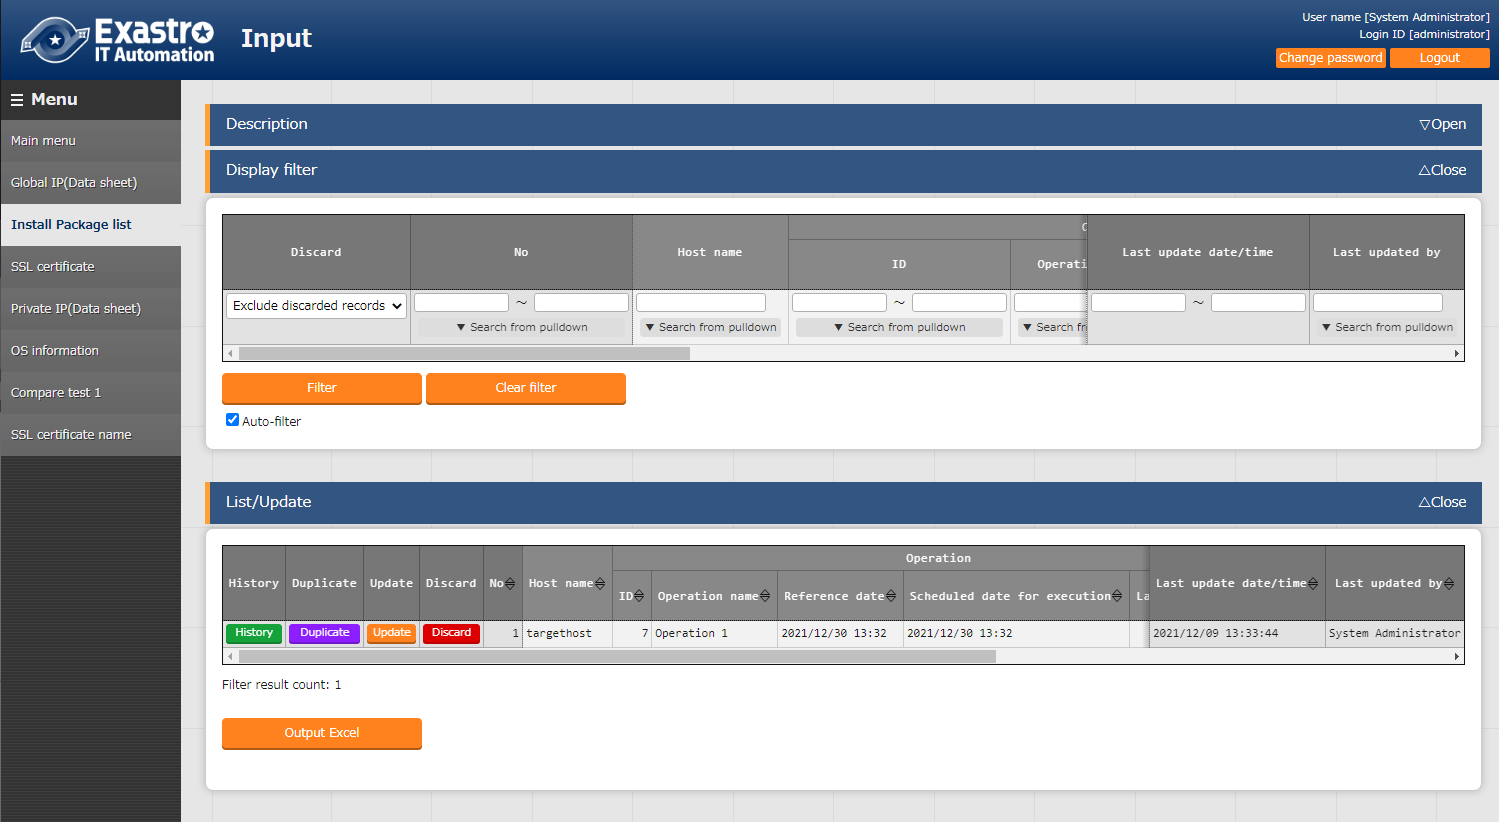 Exastro
IT Automation
Input
User name [System Administrator]
Login ID [administrator]
Change password
Logout
☰ Menu
Main menu
Global IP(Data sheet)
Install Package list
SSL certificate
Private IP(Data sheet)
OS information
Compare test 1
SSL certificate name
Description
▽Open
Display filter
△Close
Discard
No
Host name
ID
Operati
Last update date/time
Last updated by
Exclude discarded records
~
~
~
▼ Search from pulldown
▼ Search from pulldown
▼ Search from pulldown
▼ Search fr
▼ Search from pulldown
Filter
Clear filter
Auto-filter
List/Update
△Close
Operation
History
Duplicate
Update
Discard
No
Host name
ID
Operation name
Reference date
Scheduled date for execution
La
Last update date/time
Last updated by
History
Duplicate
Update
Discard
1
targethost
7
Operation 1
2021/12/30 13:32
2021/12/30 13:32
2021/12/09 13:33:44
System Administrator
Filter result count: 1
Output Excel